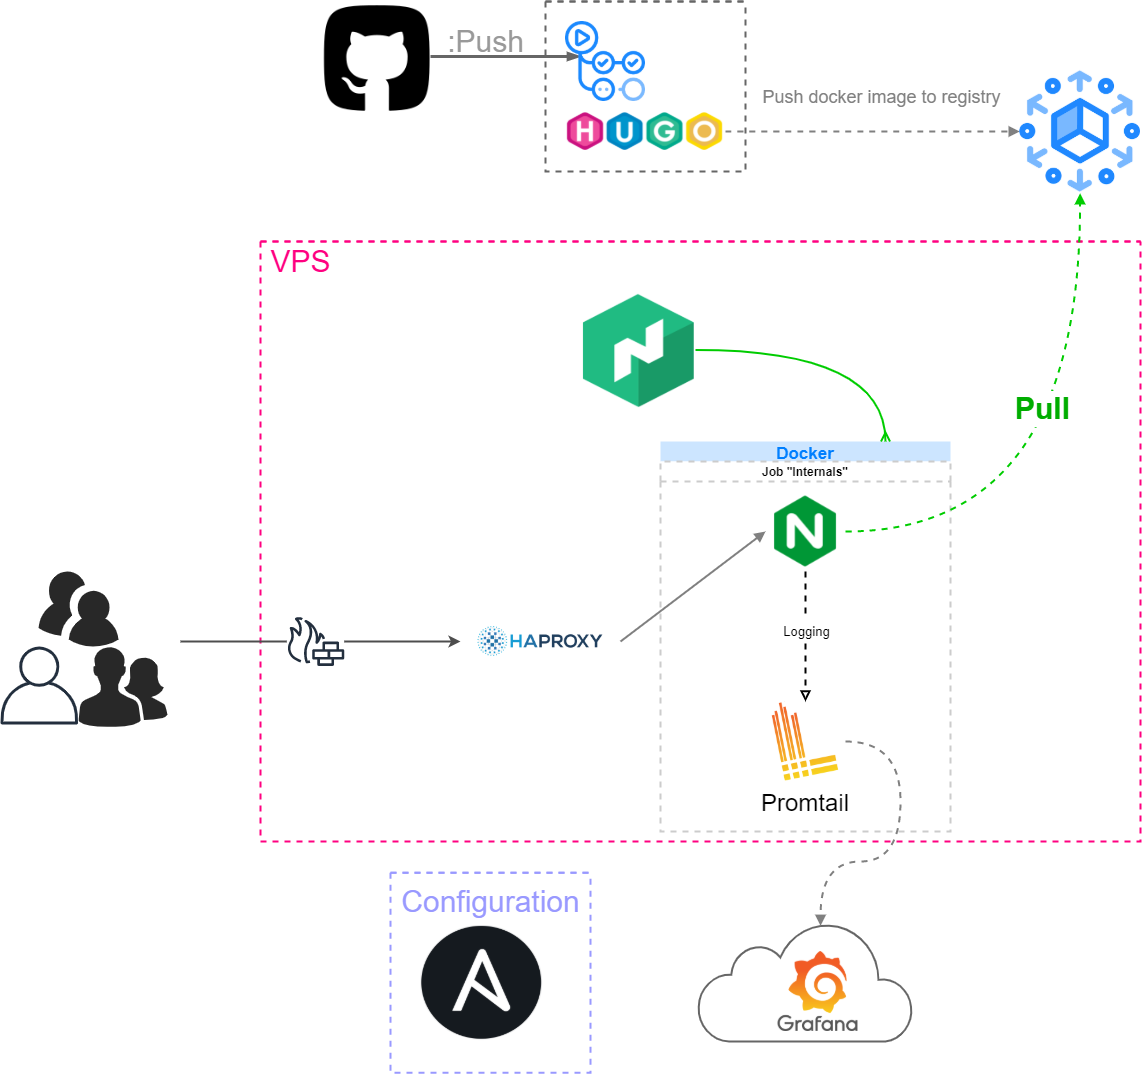 :Push
HUGO
Push docker image to registry
VPS
Pull
Docker
Job "Internals"
N
Logging
HAPROXY
Promtail
Configuration
Grafana